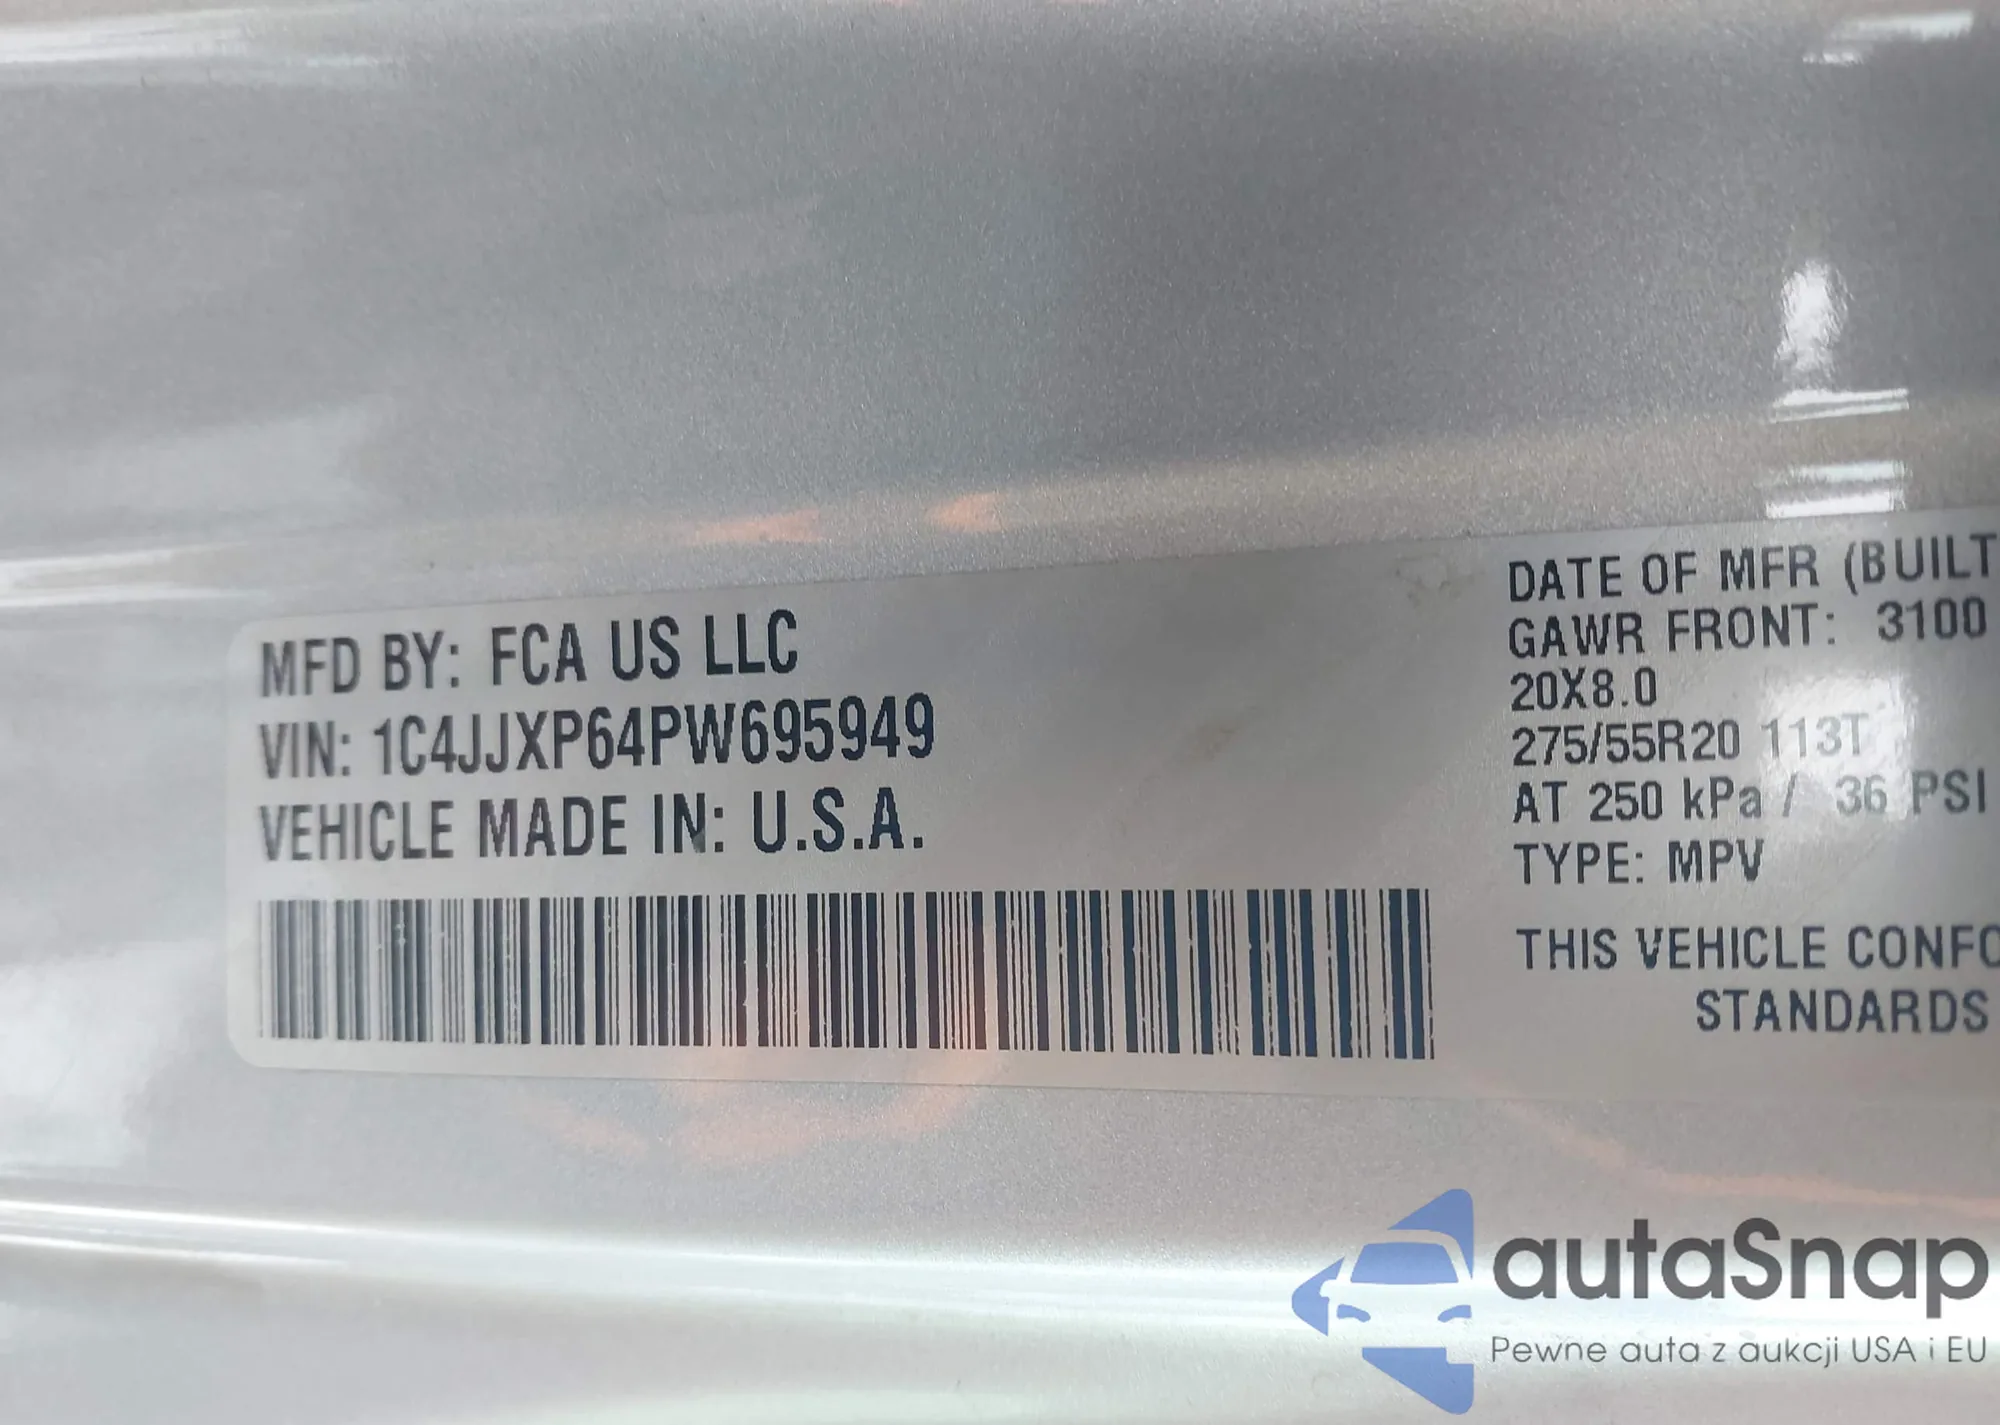 MFD BY: FCA US LLC
VIN: 1C4JJXP64PW695949
VEHICLE MADE IN: U.S.A.
DATE OF MFR (BUILT
GAWR FRONT: 3100
20X8.0
275/55R20 113T
AT 250 kPa / 36 PSI
TYPE: MPV
THIS VEHICLE CONFO
STANDARDS
autaSnap
Pewne auta z aukcji USA i EU